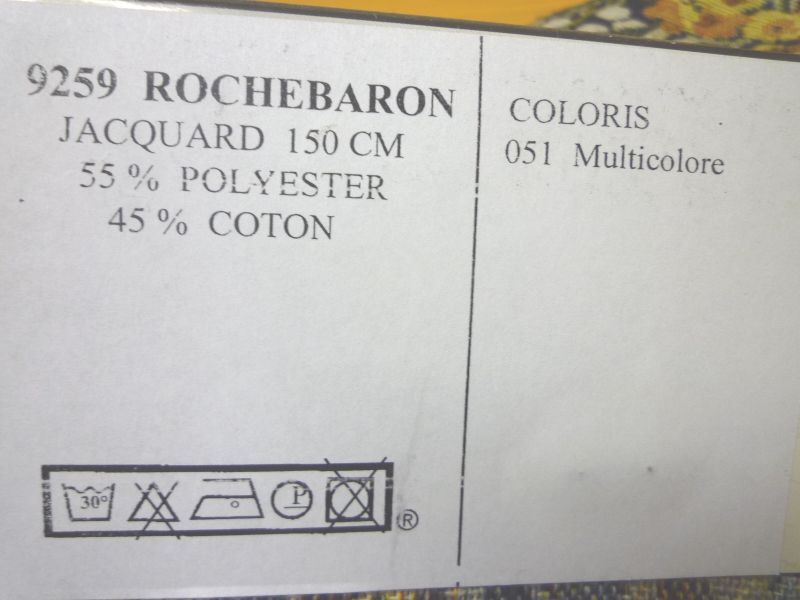 9259 ROCHEBARON
JACQUARD 150 CM
55 % POLYESTER
45 % COTON
COLORIS
051 Multicolore
30°
P
®